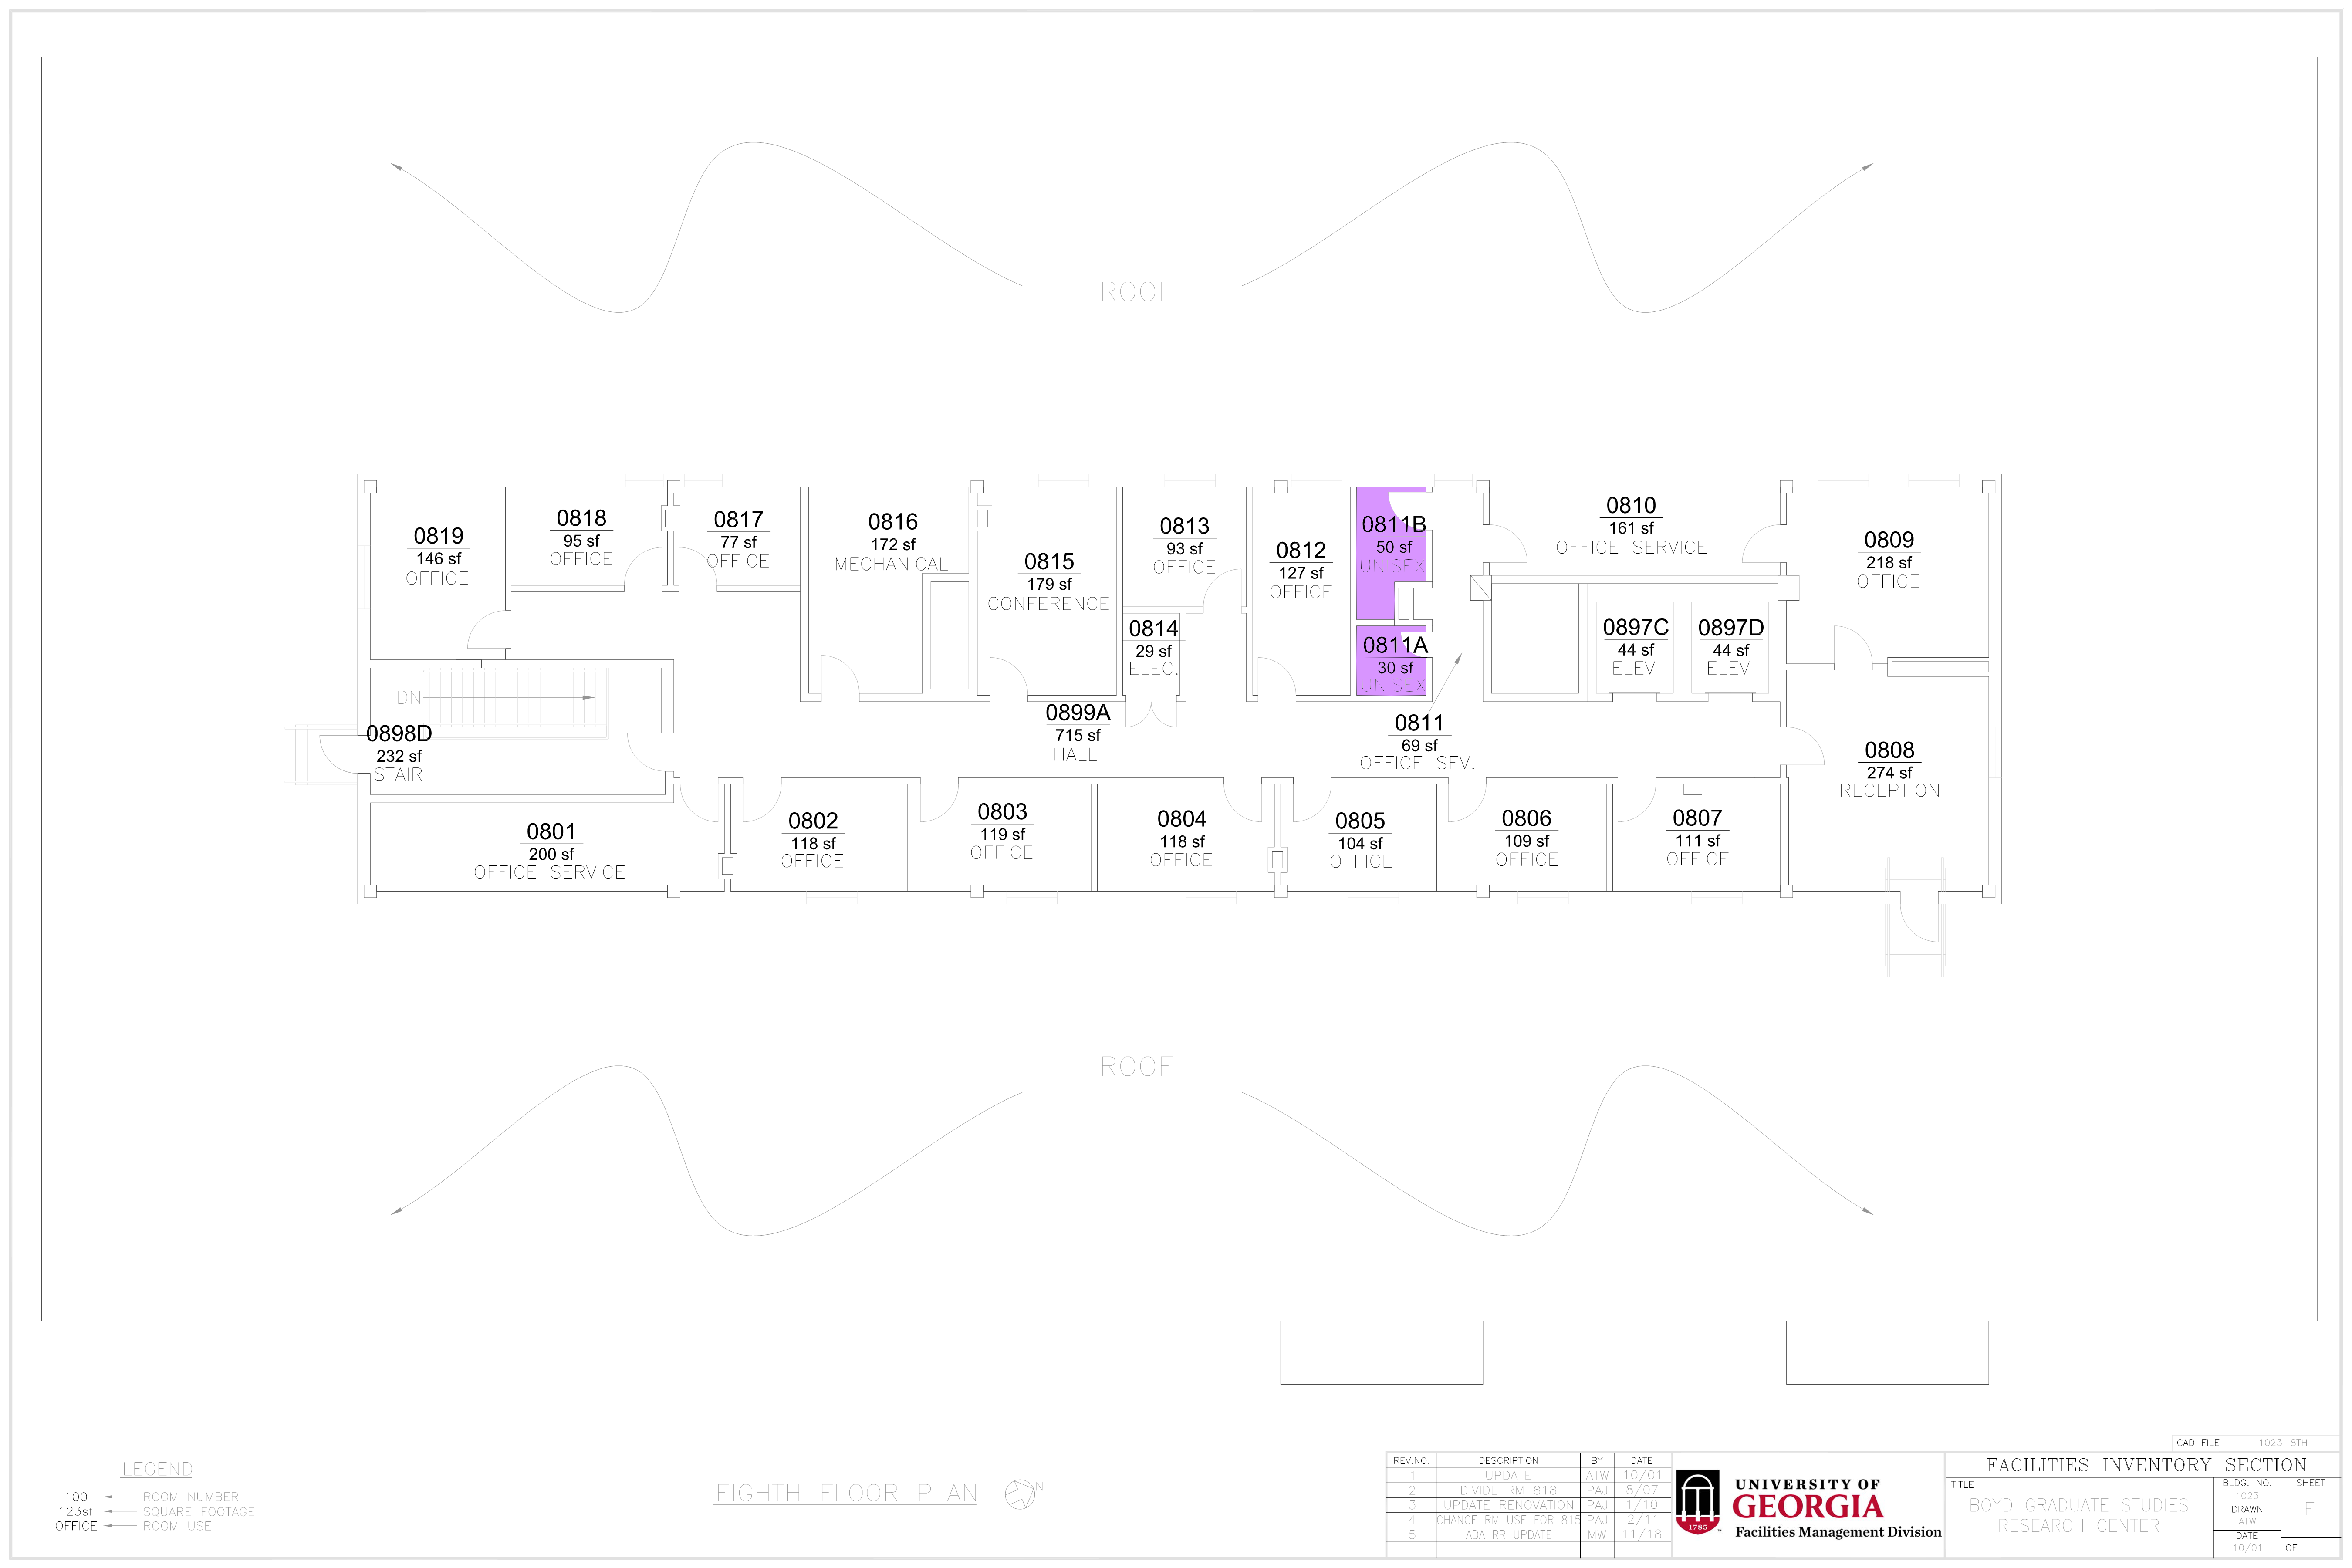 ROOF
0819
146 sf
OFFICE
0818
95 sf
OFFICE
0817
77 sf
OFFICE
0816
172 sf
MECHANICAL
0815
179 sf
CONFERENCE
0813
93 sf
OFFICE
0814
29 sf
ELEC.
0812
127 sf
OFFICE
0811B
50 sf
UNISEX
0811A
30 sf
UNISEX
0810
161 sf
OFFICE SERVICE
0809
218 sf
OFFICE
0897C
44 sf
ELEV
0897D
44 sf
ELEV
DN
0898D
232 sf
STAIR
0899A
715 sf
HALL
0811
69 sf
OFFICE SEV.
0808
274 sf
RECEPTION
0801
200 sf
OFFICE SERVICE
0802
118 sf
OFFICE
0803
119 sf
OFFICE
0804
118 sf
OFFICE
0805
104 sf
OFFICE
0806
109 sf
OFFICE
0807
111 sf
OFFICE
ROOF
LEGEND
100 ROOM NUMBER
123sf SQUARE FOOTAGE
OFFICE ROOM USE
EIGHTH FLOOR PLAN
N
REV.NO. DESCRIPTION BY DATE
1 UPDATE ATW 10/01
2 DIVIDE RM 818 PAJ 8/07
3 UPDATE RENOVATION PAJ 1/10
4 CHANGE RM USE FOR 815 PAJ 2/11
5 ADA RR UPDATE MW 11/18
1785
UNIVERSITY OF
GEORGIA
Facilities Management Division
CAD FILE 1023-8TH
FACILITIES INVENTORY SECTION
TITLE
BOYD GRADUATE STUDIES
RESEARCH CENTER
BLDG. NO.
1023
DRAWN
ATW
DATE
10/01
SHEET
F
OF